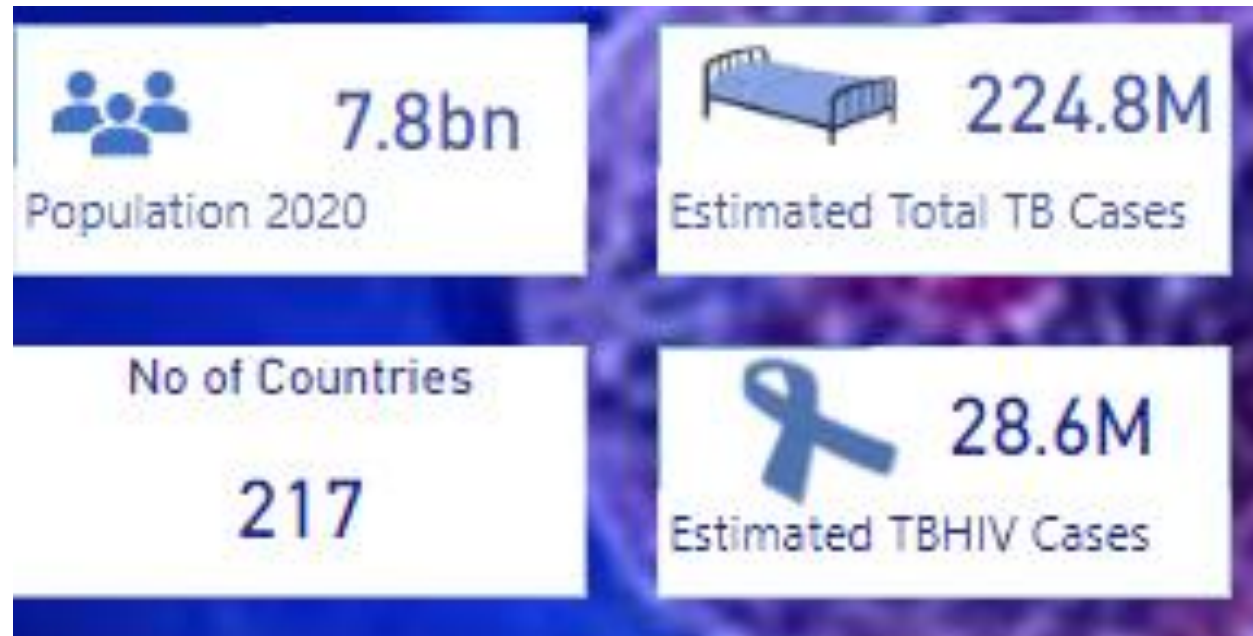 7.8bn
Population 2020
224.8M
Estimated Total TB Cases
No of Countries
217
28.6M
Estimated TBHIV Cases